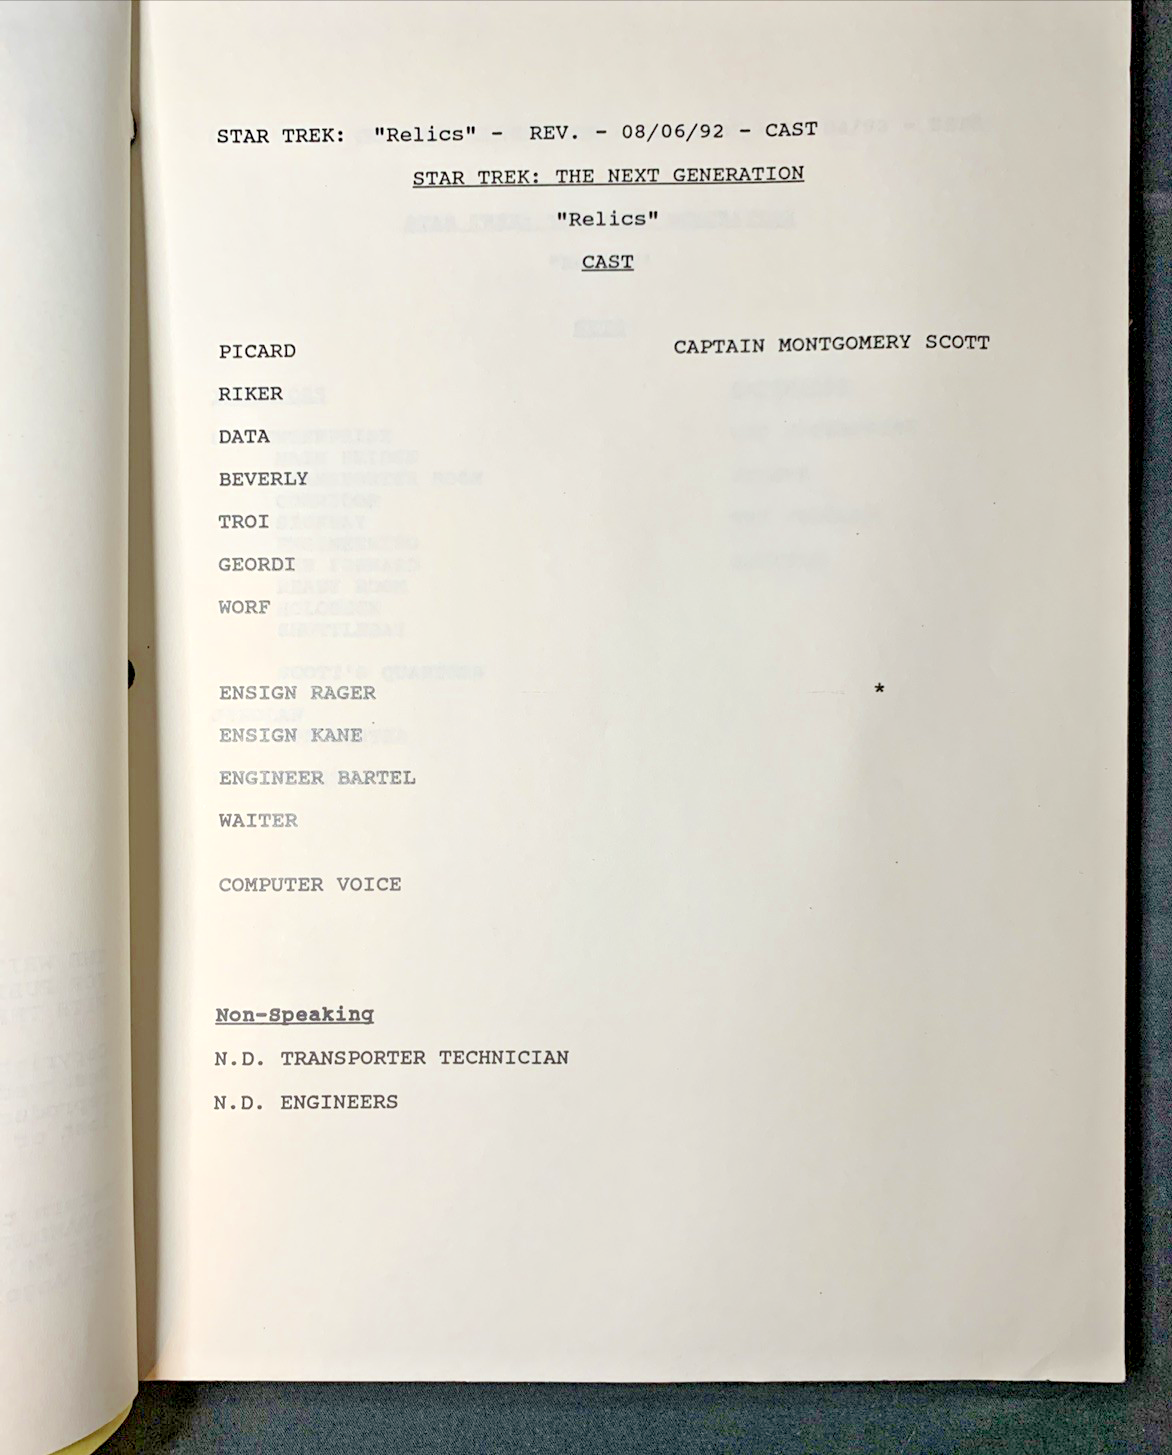 STAR TREK: "Relics" - REV. - 08/06/92 - CAST
STAR TREK: THE NEXT GENERATION
"Relics"
CAST
PICARD CAPTAIN MONTGOMERY SCOTT
RIKER
DATA
BEVERLY
TROI
GEORDI
WORF
ENSIGN RAGER *
ENSIGN KANE
ENGINEER BARTEL
WAITER
COMPUTER VOICE
Non-Speaking
N.D. TRANSPORTER TECHNICIAN
N.D. ENGINEERS